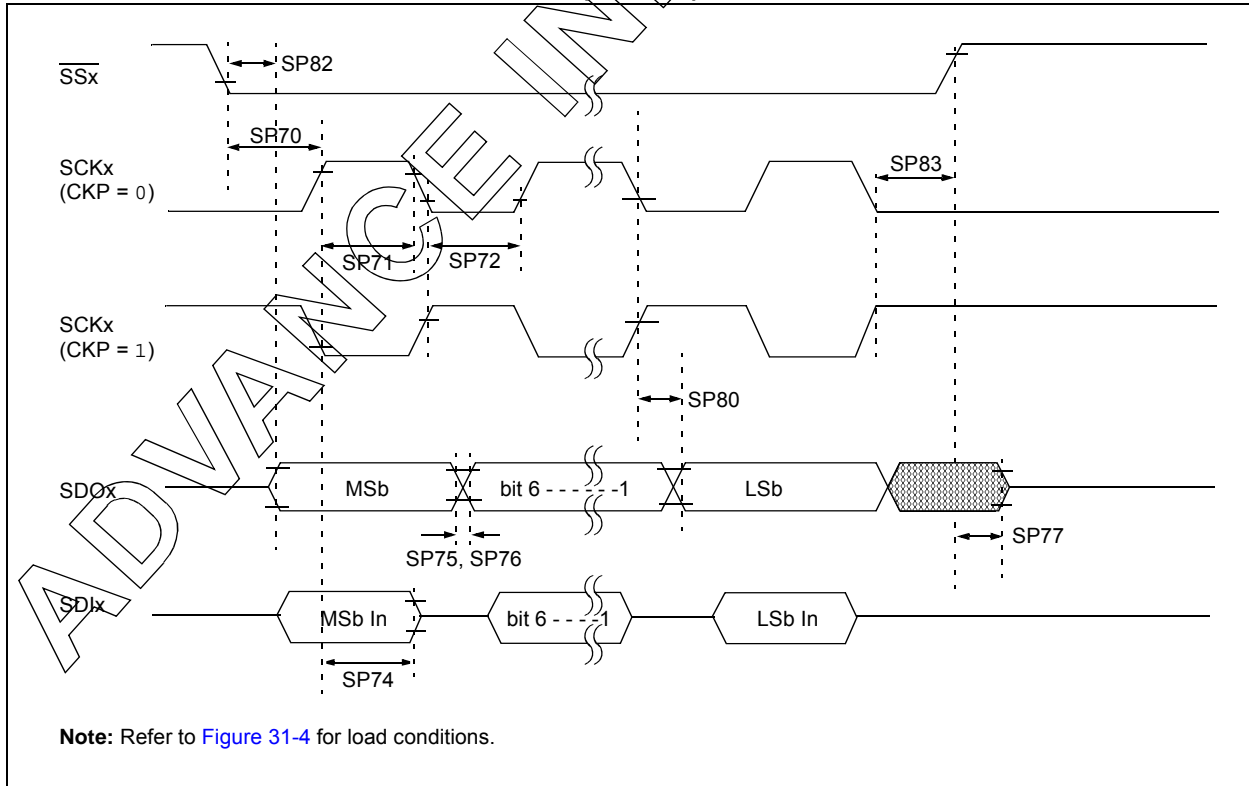 SSx
SP82
SP70
SCKx
(CKP = 0)
SP83
SP71
SP72
SCKx
(CKP = 1)
SP80
SDOx
MSb
bit 6 - - - - - -1
LSb
SP77
SP75, SP76
SDIx
MSb In
bit 6 - - - -1
LSb In
SP74
Note: Refer to Figure 31-4 for load conditions.
ADVANCE IN